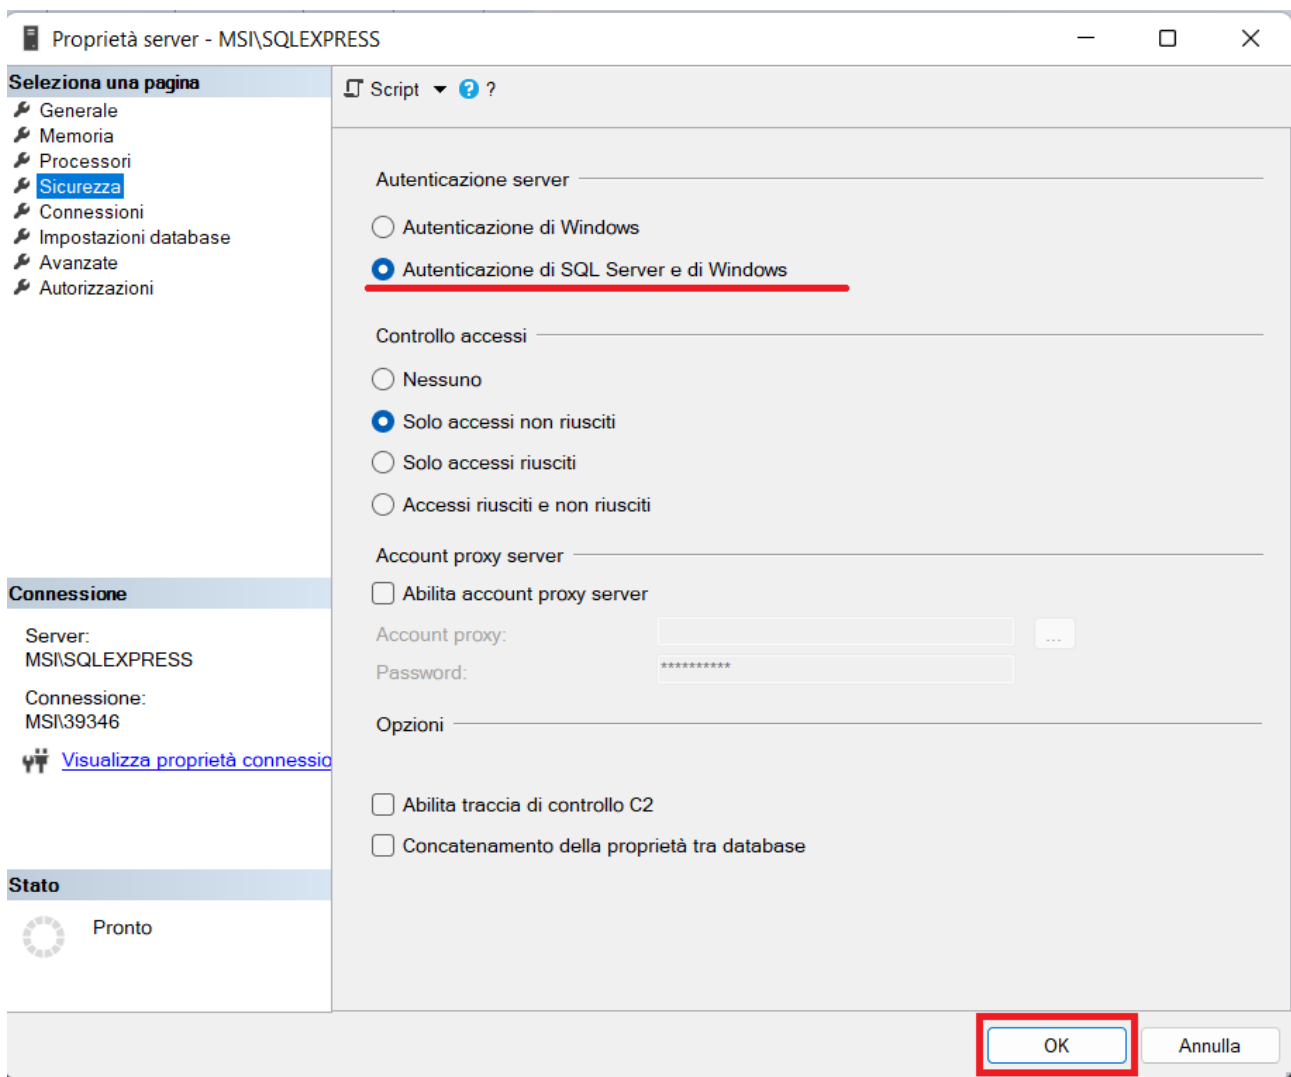 Proprietà server - MSI\SQLEXPRESS
Seleziona una pagina
Generale
Memoria
Processori
Sicurezza
Connessioni
Impostazioni database
Avanzate
Autorizzazioni
Script ?
Autenticazione server
Autenticazione di Windows
Autenticazione di SQL Server e di Windows
Controllo accessi
Nessuno
Solo accessi non riusciti
Solo accessi riusciti
Accessi riusciti e non riusciti
Account proxy server
Abilita account proxy server
Account proxy:
...
Password:
**********
Opzioni
Abilita traccia di controllo C2
Concatenamento della proprietà tra database
Connessione
Server:
MSI\SQLEXPRESS
Connessione:
MSI\39346
Visualizza proprietà connessio
Stato
Pronto
OK
Annulla